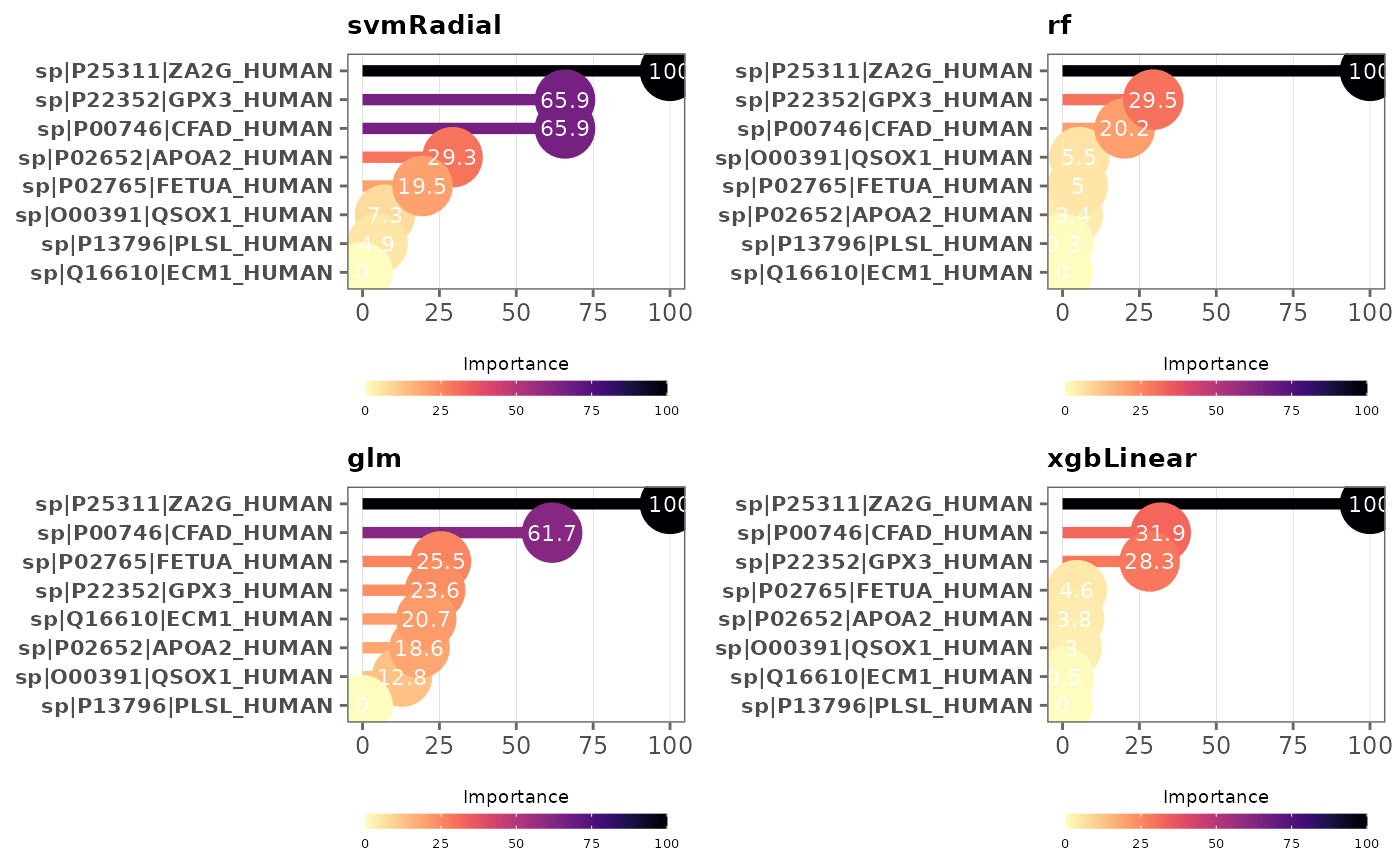 svmRadial
sp|P25311|ZA2G_HUMAN 100
sp|P22352|GPX3_HUMAN 65.9
sp|P00746|CFAD_HUMAN 65.9
sp|P02652|APOA2_HUMAN 29.3
sp|P02765|FETUA_HUMAN 19.5
sp|O00391|QSOX1_HUMAN 7.3
sp|P13796|PLSL_HUMAN 4.9
sp|Q16610|ECM1_HUMAN 0
0 25 50 75 100
Importance
0 25 50 75 100
rf
sp|P25311|ZA2G_HUMAN 100
sp|P22352|GPX3_HUMAN 29.5
sp|P00746|CFAD_HUMAN 20.2
sp|O00391|QSOX1_HUMAN 5.5
sp|P02765|FETUA_HUMAN 5
sp|P02652|APOA2_HUMAN 3.4
sp|P13796|PLSL_HUMAN 0.3
sp|Q16610|ECM1_HUMAN 0
0 25 50 75 100
Importance
0 25 50 75 100
glm
sp|P25311|ZA2G_HUMAN 100
sp|P00746|CFAD_HUMAN 61.7
sp|P02765|FETUA_HUMAN 25.5
sp|P22352|GPX3_HUMAN 23.6
sp|Q16610|ECM1_HUMAN 20.7
sp|P02652|APOA2_HUMAN 18.6
sp|O00391|QSOX1_HUMAN 12.8
sp|P13796|PLSL_HUMAN 0
0 25 50 75 100
Importance
0 25 50 75 100
xgbLinear
sp|P25311|ZA2G_HUMAN 100
sp|P00746|CFAD_HUMAN 31.9
sp|P22352|GPX3_HUMAN 28.3
sp|P02765|FETUA_HUMAN 4.6
sp|P02652|APOA2_HUMAN 3.8
sp|O00391|QSOX1_HUMAN 3
sp|Q16610|ECM1_HUMAN 0.5
sp|P13796|PLSL_HUMAN 0
0 25 50 75 100
Importance
0 25 50 75 100